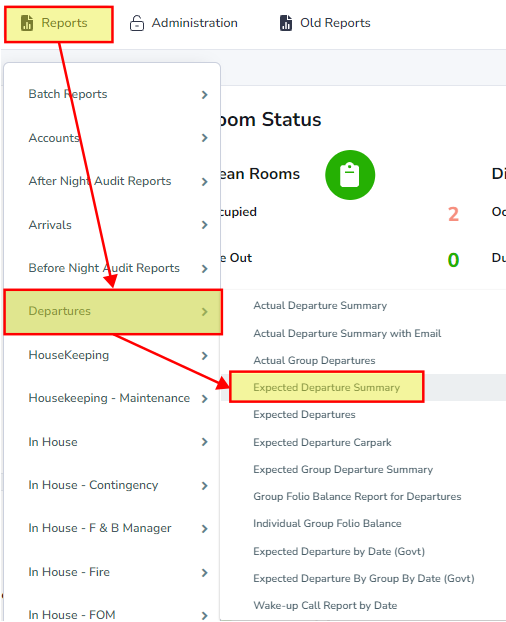 Reports Administration Old Reports
Batch Reports
Accounts
After Night Audit Reports
Arrivals
Before Night Audit Reports
Departures
HouseKeeping
Housekeeping - Maintenance
In House
In House - Contingency
In House - F & B Manager
In House - Fire
In House - FOM
oom Status
ean Rooms Di
cupied 2 Oc
e Out 0 Du
Actual Departure Summary
Actual Departure Summary with Email
Actual Group Departures
Expected Departure Summary
Expected Departures
Expected Departure Carpark
Expected Group Departure Summary
Group Folio Balance Report for Departures
Individual Group Folio Balance
Expected Departure by Date (Govt)
Expected Departure By Group By Date (Govt)
Wake-up Call Report by Date